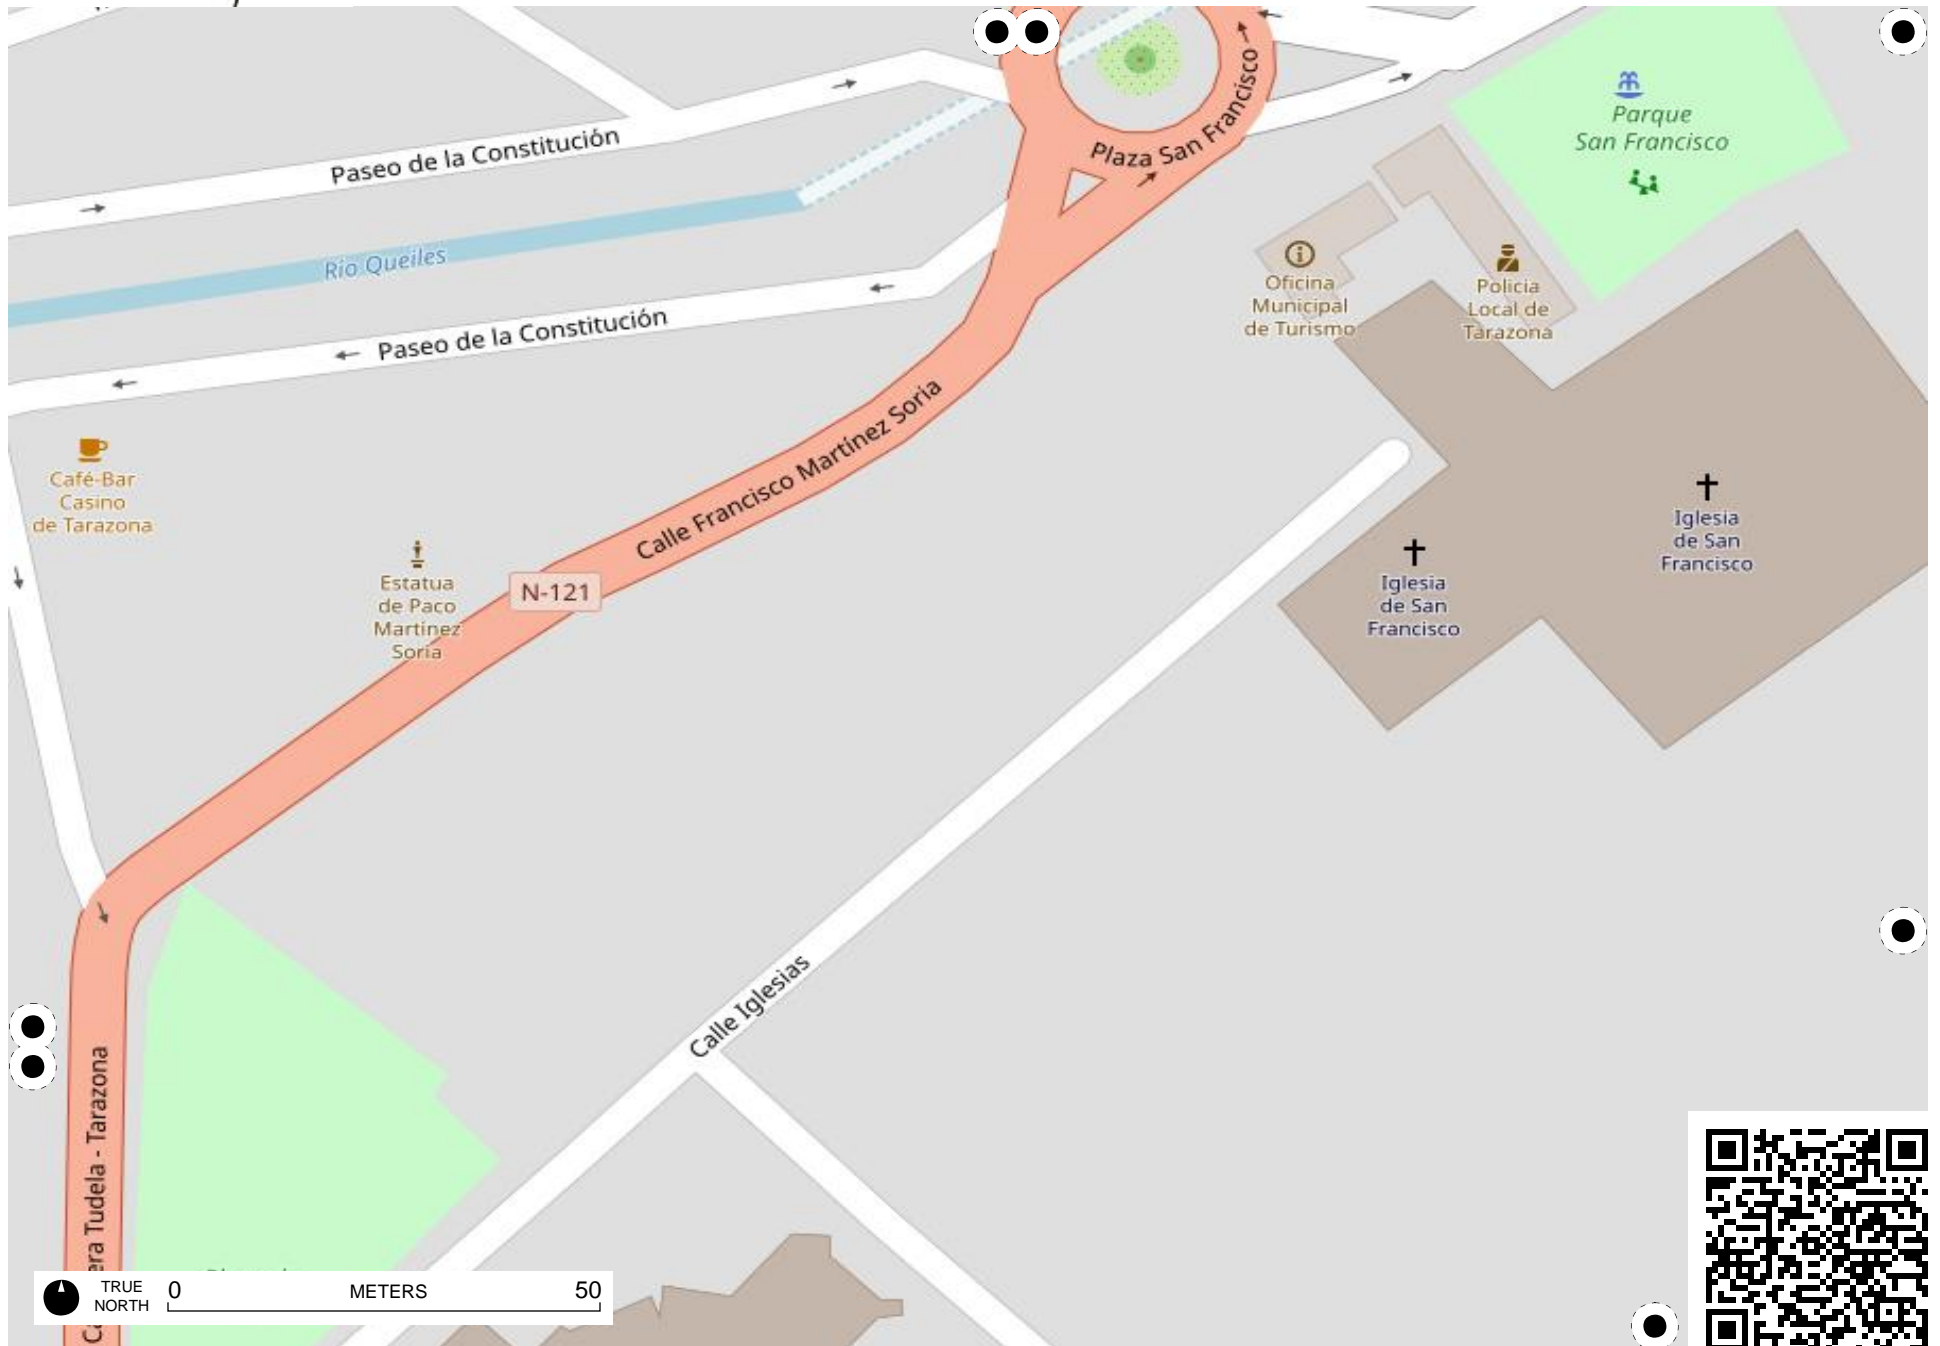 Paseo de la Constitución
Plaza San Francisco
Parque
San Francisco
Río Queiles
Oficina
Municipal
de Turismo
Policia
Local de
Tarazona
Paseo de la Constitución
Calle Francisco Martínez Soria
Café-Bar
Casino
de Tarazona
Iglesia
de San
Francisco
Estatua
de Paco
Martínez
Soria
N-121
Iglesia
de San
Francisco
Calle Iglesias
era Tudela - Tarazona
TRUE
NORTH
0
METERS
50